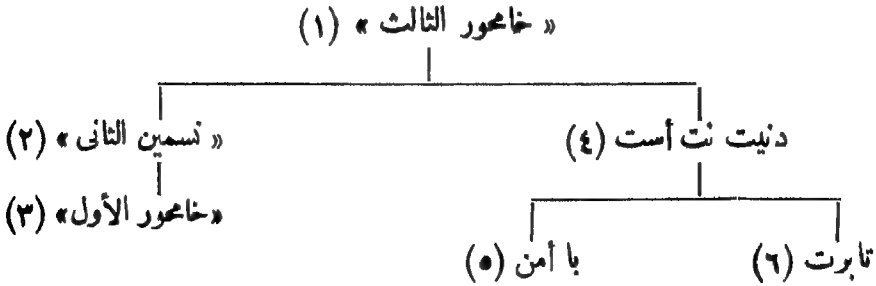 « خامحور الثالث » (١)
دنيت نت أست (٤)
« نسمين الثانى » (٢)
«خامحور الأول» (٣)
تابرت (٦)
با أمن (٥)